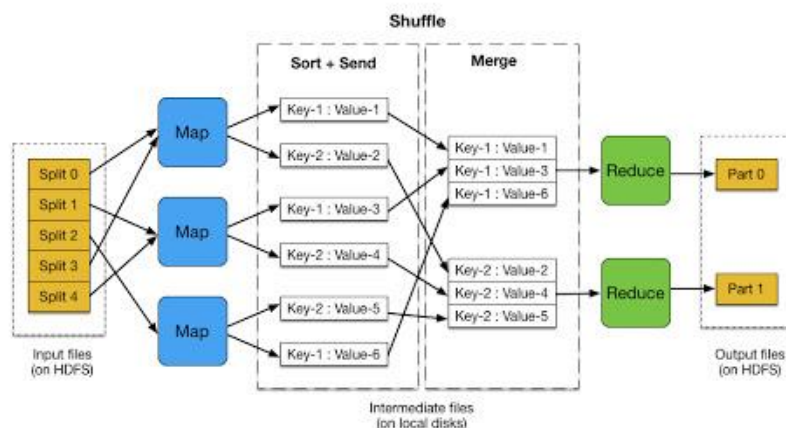 Shuffle
Sort + Send
Merge
Map
Map
Map
Split 0
Split 1
Split 2
Split 3
Split 4
Input files
(on HDFS)
Key-1 : Value-1
Key-2 : Value-2
Key-1 : Value-3
Key-2 : Value-4
Key-2 : Value-5
Key-1 : Value-6
Key-1 : Value-1
Key-1 : Value-3
Key-1 : Value-6
Key-2 : Value-2
Key-2 : Value-4
Key-2 : Value-5
Intermediate files
(on local disks)
Reduce
Reduce
Part 0
Part 1
Output files
(on HDFS)